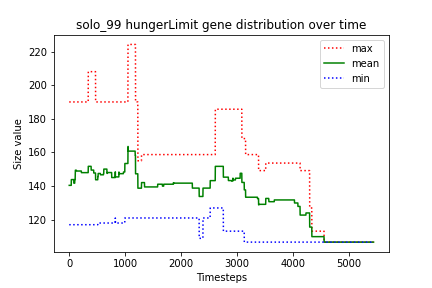 solo_99 hungerLimit gene distribution over time
max
mean
min
Size value
220
200
180
160
140
120
0
1000
2000
3000
4000
5000
Timesteps